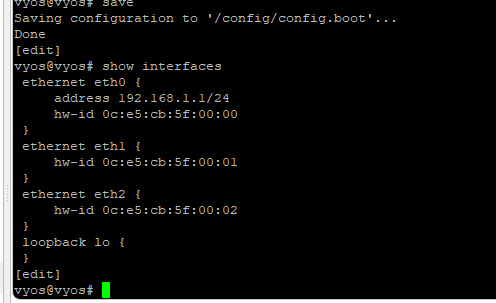 vyos@vyos# save
Saving configuration to '/config/config.boot'...
Done
[edit]
vyos@vyos# show interfaces
 ethernet eth0 {
     address 192.168.1.1/24
     hw-id 0c:e5:cb:5f:00:00
 }
 ethernet eth1 {
     hw-id 0c:e5:cb:5f:00:01
 }
 ethernet eth2 {
     hw-id 0c:e5:cb:5f:00:02
 }
 loopback lo {
 }
[edit]
vyos@vyos#